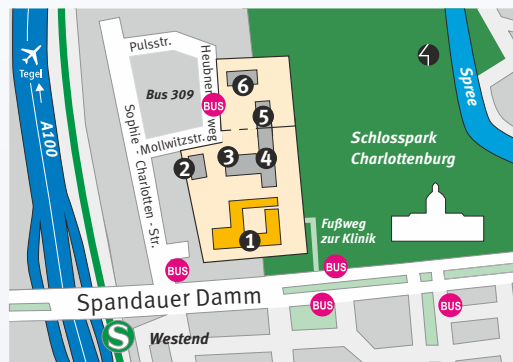 Pulsstr.
Heubnerweg
6
Tegel
Bus 309
BUS
5
A100
Sophie-Charlotten-Str.
Mollwitzstr.
2
3
4
Schlosspark
Charlottenburg
Spree
1
Fußweg
zur Klinik
BUS
BUS
Spandauer Damm
BUS
BUS
S
Westend